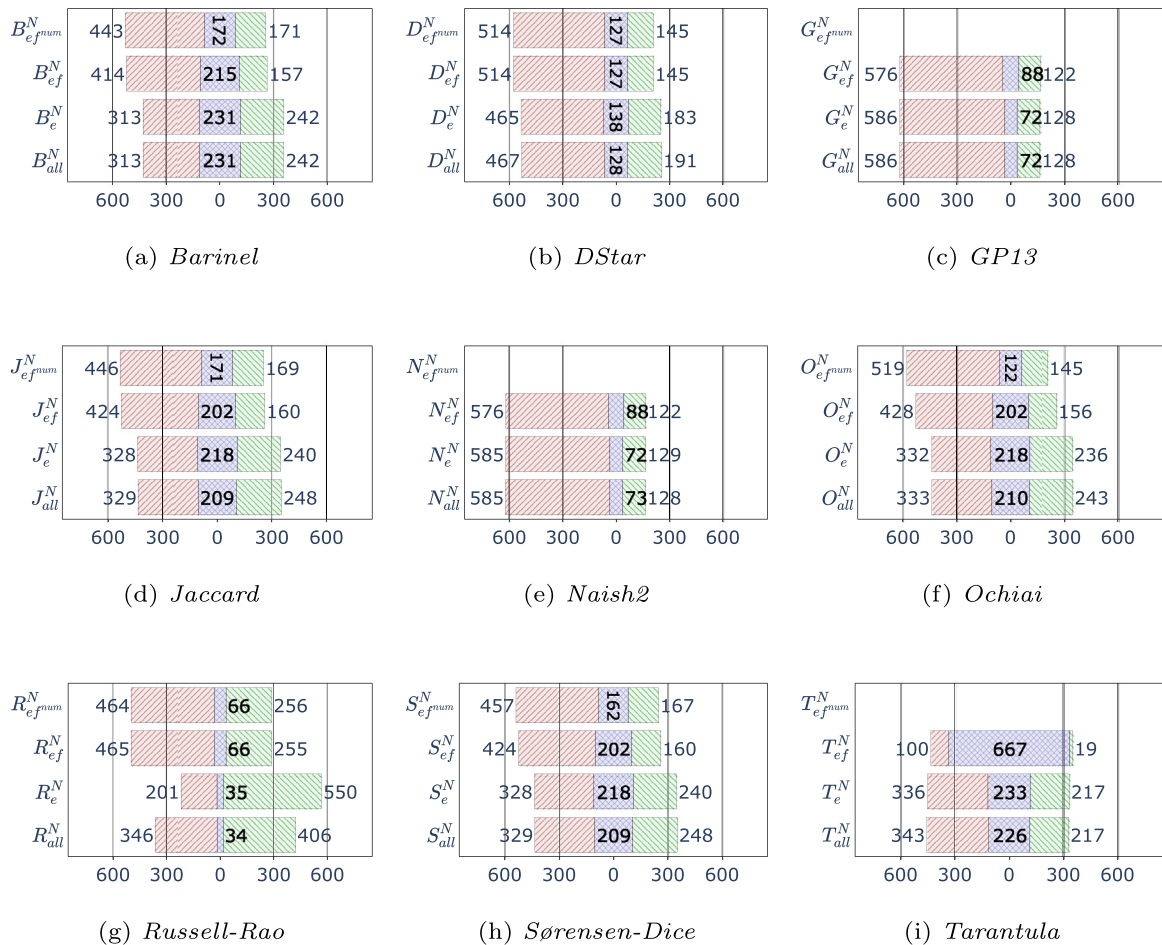 B^N_{ef^{num}} 443 172 171
B^N_{ef} 414 215 157
B^N_e 313 231 242
B^N_{all} 313 231 242
600 300 0 300 600
(a) Barinel
D^N_{ef^{num}} 514 127 145
D^N_{ef} 514 127 145
D^N_e 465 138 183
D^N_{all} 467 128 191
600 300 0 300 600
(b) DStar
G^N_{ef^{num}}
G^N_{ef} 576 88 122
G^N_e 586 72 128
G^N_{all} 586 72 128
600 300 0 300 600
(c) GP13
J^N_{ef^{num}} 446 171 169
J^N_{ef} 424 202 160
J^N_e 328 218 240
J^N_{all} 329 209 248
600 300 0 300 600
(d) Jaccard
N^N_{ef^{num}}
N^N_{ef} 576 88 122
N^N_e 585 72 129
N^N_{all} 585 73 128
600 300 0 300 600
(e) Naish2
O^N_{ef^{num}} 519 122 145
O^N_{ef} 428 202 156
O^N_e 332 218 236
O^N_{all} 333 210 243
600 300 0 300 600
(f) Ochiai
R^N_{ef^{num}} 464 66 256
R^N_{ef} 465 66 255
R^N_e 201 35 550
R^N_{all} 346 34 406
600 300 0 300 600
(g) Russell-Rao
S^N_{ef^{num}} 457 162 167
S^N_{ef} 424 202 160
S^N_e 328 218 240
S^N_{all} 329 209 248
600 300 0 300 600
(h) Sørensen-Dice
T^N_{ef^{num}}
T^N_{ef} 100 667 19
T^N_e 336 233 217
T^N_{all} 343 226 217
600 300 0 300 600
(i) Tarantula